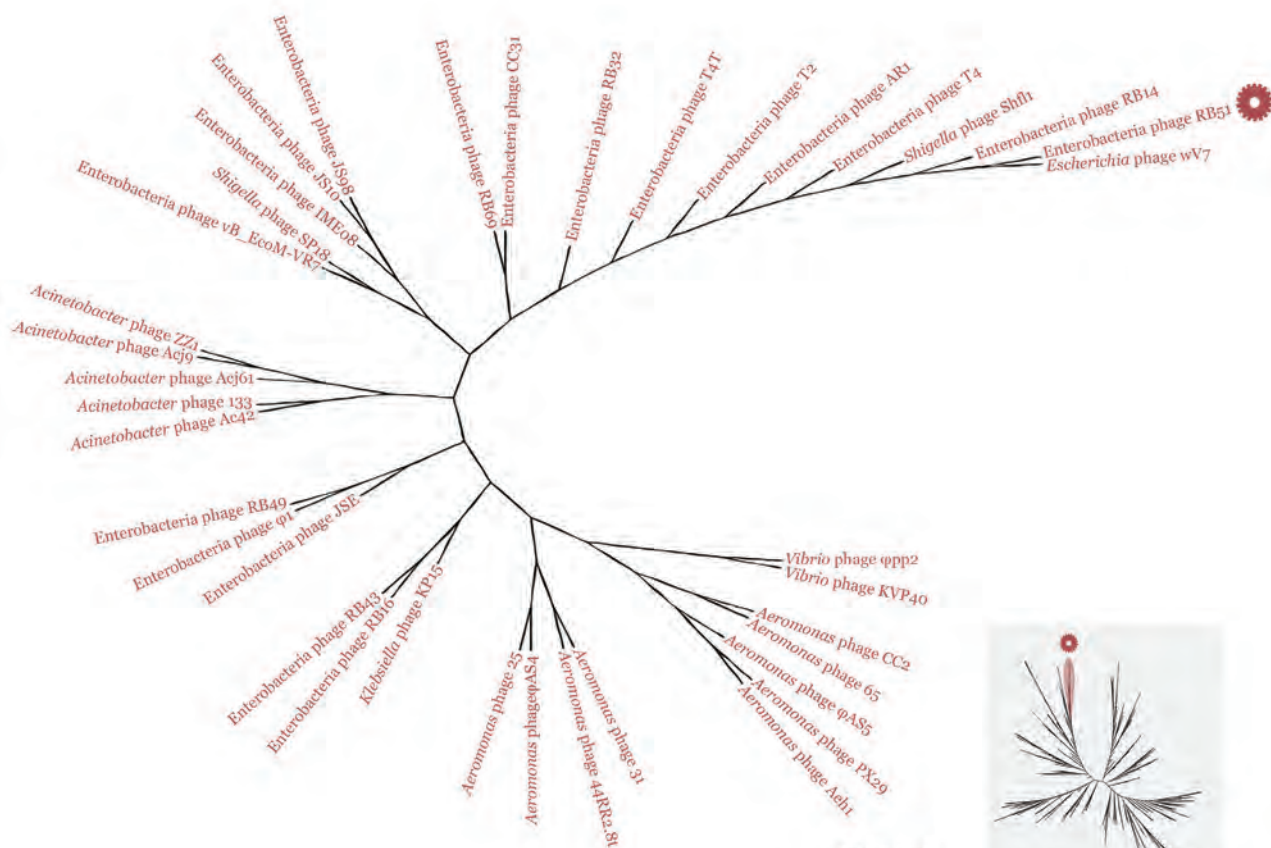 Enterobacteria phage JS98
Enterobacteria phage JS10
Enterobacteria phage IME08
Shigella phage SP18
Enterobacteria phage vB_EcoM-VR7
Enterobacteria phage RB69
Enterobacteria phage CC31
Enterobacteria phage RB32
Enterobacteria phage T4T
Enterobacteria phage T2
Enterobacteria phage AR1
Enterobacteria phage T4
Shigella phage Shfl1
Enterobacteria phage RB14
Enterobacteria phage RB51
Escherichia phage wV7
Acinetobacter phage ZZ1
Acinetobacter phage Acj9
Acinetobacter phage Acj61
Acinetobacter phage 133
Acinetobacter phage Ac42
Enterobacteria phage RB49
Enterobacteria phage φ1
Enterobacteria phage JSE
Enterobacteria phage RB43
Enterobacteria phage RB16
Klebsiella phage KP15
Aeromonas phage 25
Aeromonas phageφAS4
Aeromonas phage 44RR2.8t
Aeromonas phage 31
Vibrio phage φpp2
Vibrio phage KVP40
Aeromonas phage CC2
Aeromonas phage 65
Aeromonas phage φAS5
Aeromonas phage PX29
Aeromonas phage Aeh1